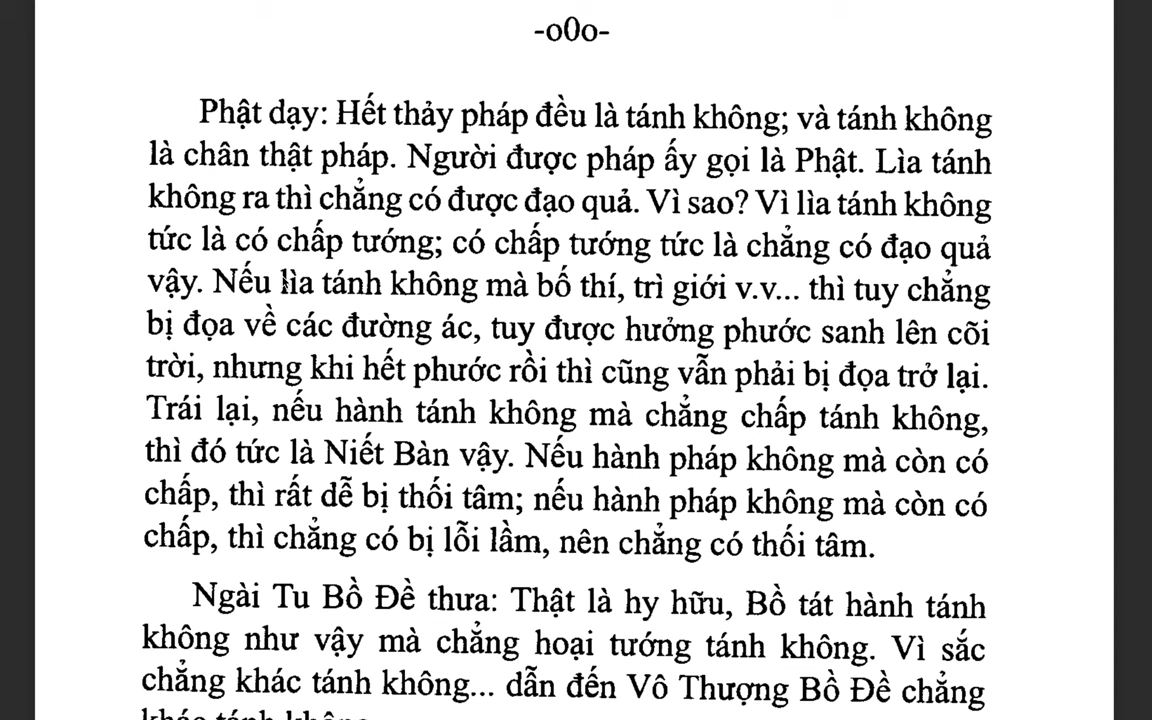 -o0o-
Phật dạy: Hết thảy pháp đều là tánh không; và tánh không
là chân thật pháp. Người được pháp ấy gọi là Phật. Lìa tánh
không ra thì chẳng có được đạo quả. Vì sao? Vì lìa tánh không
tức là có chấp tướng; có chấp tướng tức là chẳng có đạo quả
vậy. Nếu lìa tánh không mà bố thí, trì giới v.v... thì tuy chẳng
bị đọa về các đường ác, tuy được hưởng phước sanh lên cõi
trời, nhưng khi hết phước rồi thì cũng vẫn phải bị đọa trở lại.
Trái lại, nếu hành tánh không mà chẳng chấp tánh không,
thì đó tức là Niết Bàn vậy. Nếu hành pháp không mà còn có
chấp, thì rất dễ bị thối tâm; nếu hành pháp không mà còn có
chấp, thì chẳng có bị lỗi lầm, nên chẳng có thối tâm.
Ngài Tu Bồ Đề thưa: Thật là hy hữu, Bồ tát hành tánh
không như vậy mà chẳng hoại tướng tánh không. Vì sắc
chẳng khác tánh không... dẫn đến Vô Thượng Bồ Đề chẳng
khác tánh không